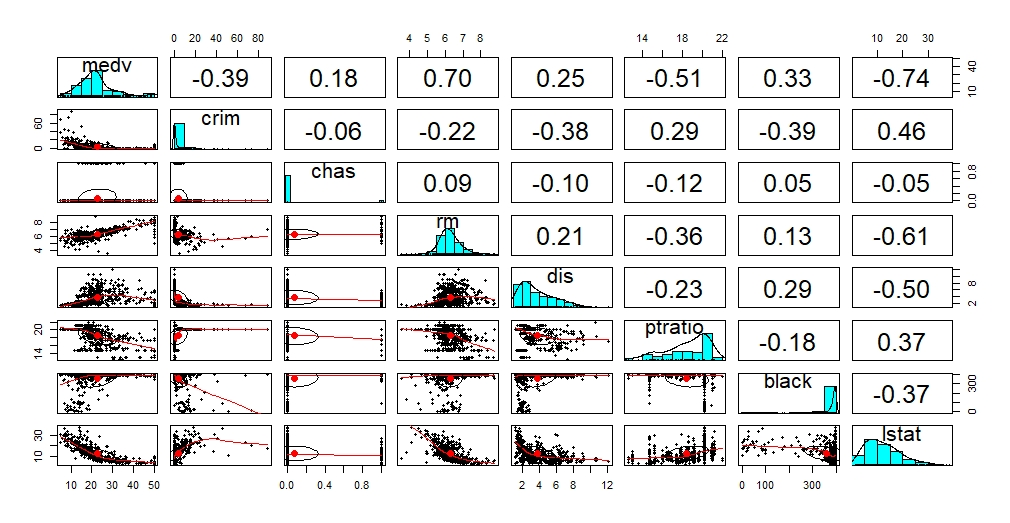 0 20 40 60 80 4 5 6 7 8 14 18 22 10 20 30
medv -0.39 0.18 0.70 0.25 -0.51 0.33 -0.74 10 40
0 60 crim -0.06 -0.22 -0.38 0.29 -0.39 0.46
chas 0.09 -0.10 -0.12 0.05 -0.05 0.0 0.8
4 6 8 rm 0.21 -0.36 0.13 -0.61
dis -0.23 0.29 -0.50 2 8
14 20 ptratio -0.18 0.37
black -0.37 0 300
10 30 lstat
10 20 30 40 50 0.0 0.4 0.8 2 4 6 8 12 0 100 300